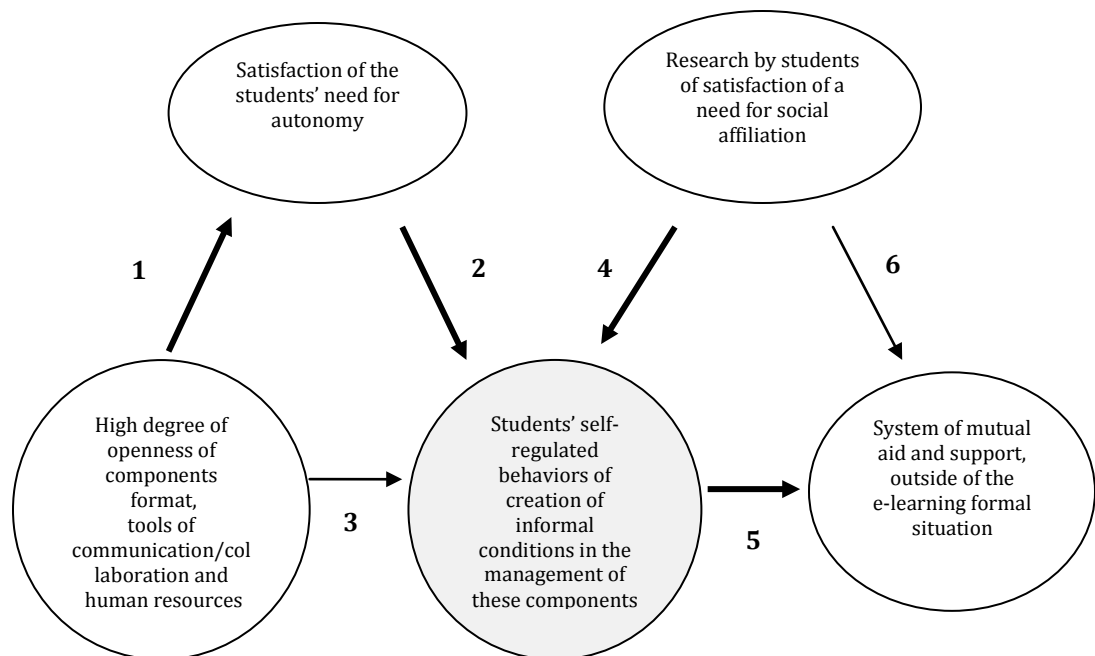 Satisfaction of the
students’ need for
autonomy
Research by students
of satisfaction of a
need for social
affiliation
1
2
4
6
High degree of
openness of
components
format,
tools of
communication/col
laboration and
human resources
3
Students’ self-
regulated
behaviors of
creation of
informal
conditions in the
management of
these components
5
System of mutual
aid and support,
outside of the
e-learning formal
situation